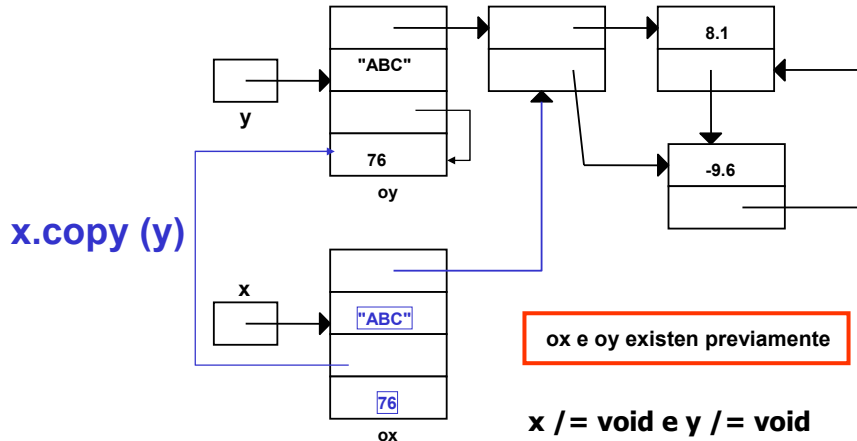 8.1
"ABC"
y
76
-9.6
oy
x.copy (y)
x
"ABC"
ox e oy existen previamente
76
x /= void e y /= void
ox